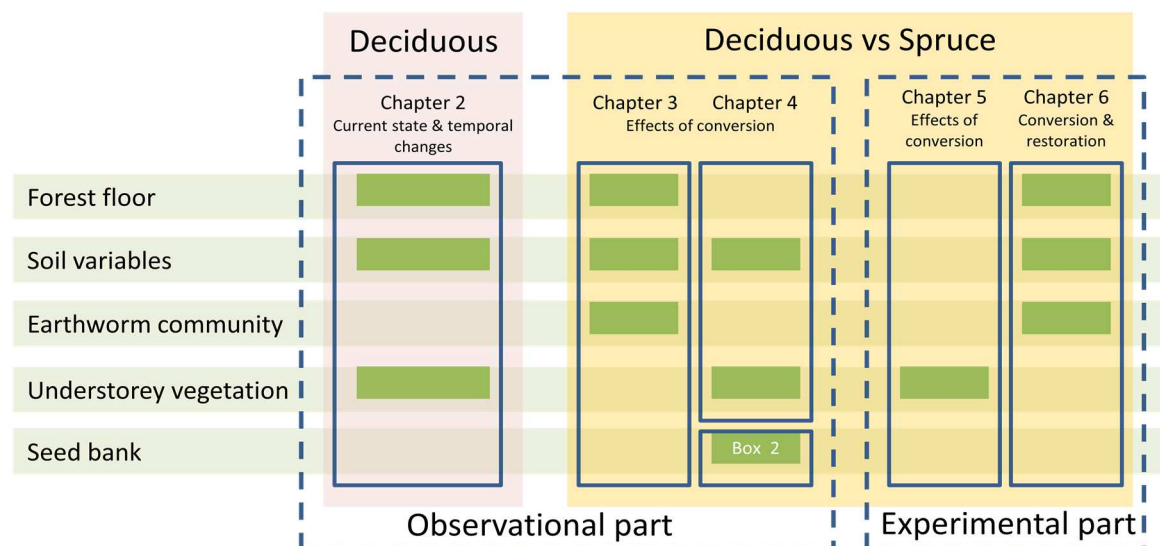 Deciduous
Deciduous vs Spruce
Chapter 2
Current state & temporal
changes
Chapter 3
Chapter 4
Effects of conversion
Chapter 5
Effects of
conversion
Chapter 6
Conversion &
restoration
Forest floor
Soil variables
Earthworm community
Understorey vegetation
Seed bank
Box 2
Observational part
Experimental part